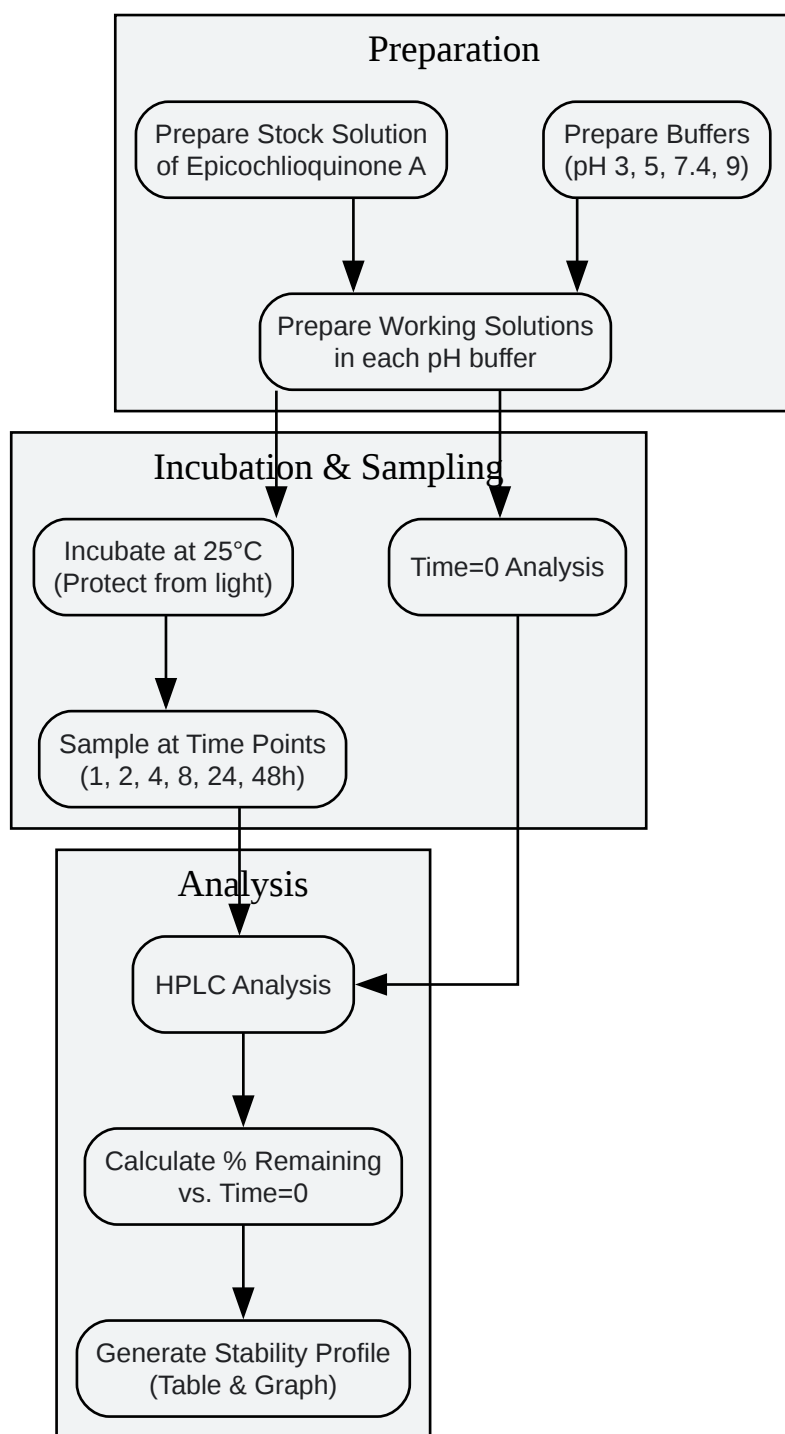 Preparation
Prepare Stock Solution
of Epicochlioquinone A
Prepare Buffers
(pH 3, 5, 7.4, 9)
Prepare Working Solutions
in each pH buffer
Incubation & Sampling
Incubate at 25°C
(Protect from light)
Time=0 Analysis
Sample at Time Points
(1, 2, 4, 8, 24, 48h)
Analysis
HPLC Analysis
Calculate % Remaining
vs. Time=0
Generate Stability Profile
(Table & Graph)